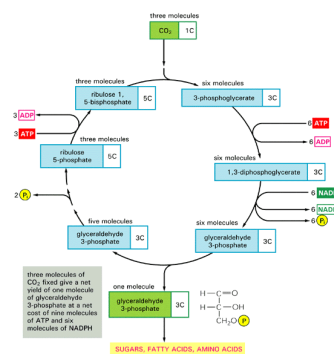 three molecules
CO2 1C
three molecules
ribulose 1,
5-bisphosphate 5C
six molecules
3-phosphoglycerate 3C
3 ADP
3 ATP
6 ATP
6 ADP
three molecules
ribulose
5-phosphate 5C
six molecules
1,3-diphosphoglycerate 3C
2 Pi
6 Pi
five molecules
glyceraldehyde
3-phosphate 3C
six molecules
glyceraldehyde
3-phosphate 3C
three molecules of
CO2 fixed give a net
yield of one molecule
of glyceraldehyde
3-phosphate at a net
cost of nine molecules
of ATP and six
molecules of NADPH
one molecule
glyceraldehyde
3-phosphate 3C
H—C=O
H—C—OH
CH2O P
SUGARS, FATTY ACIDS, AMINO ACIDS